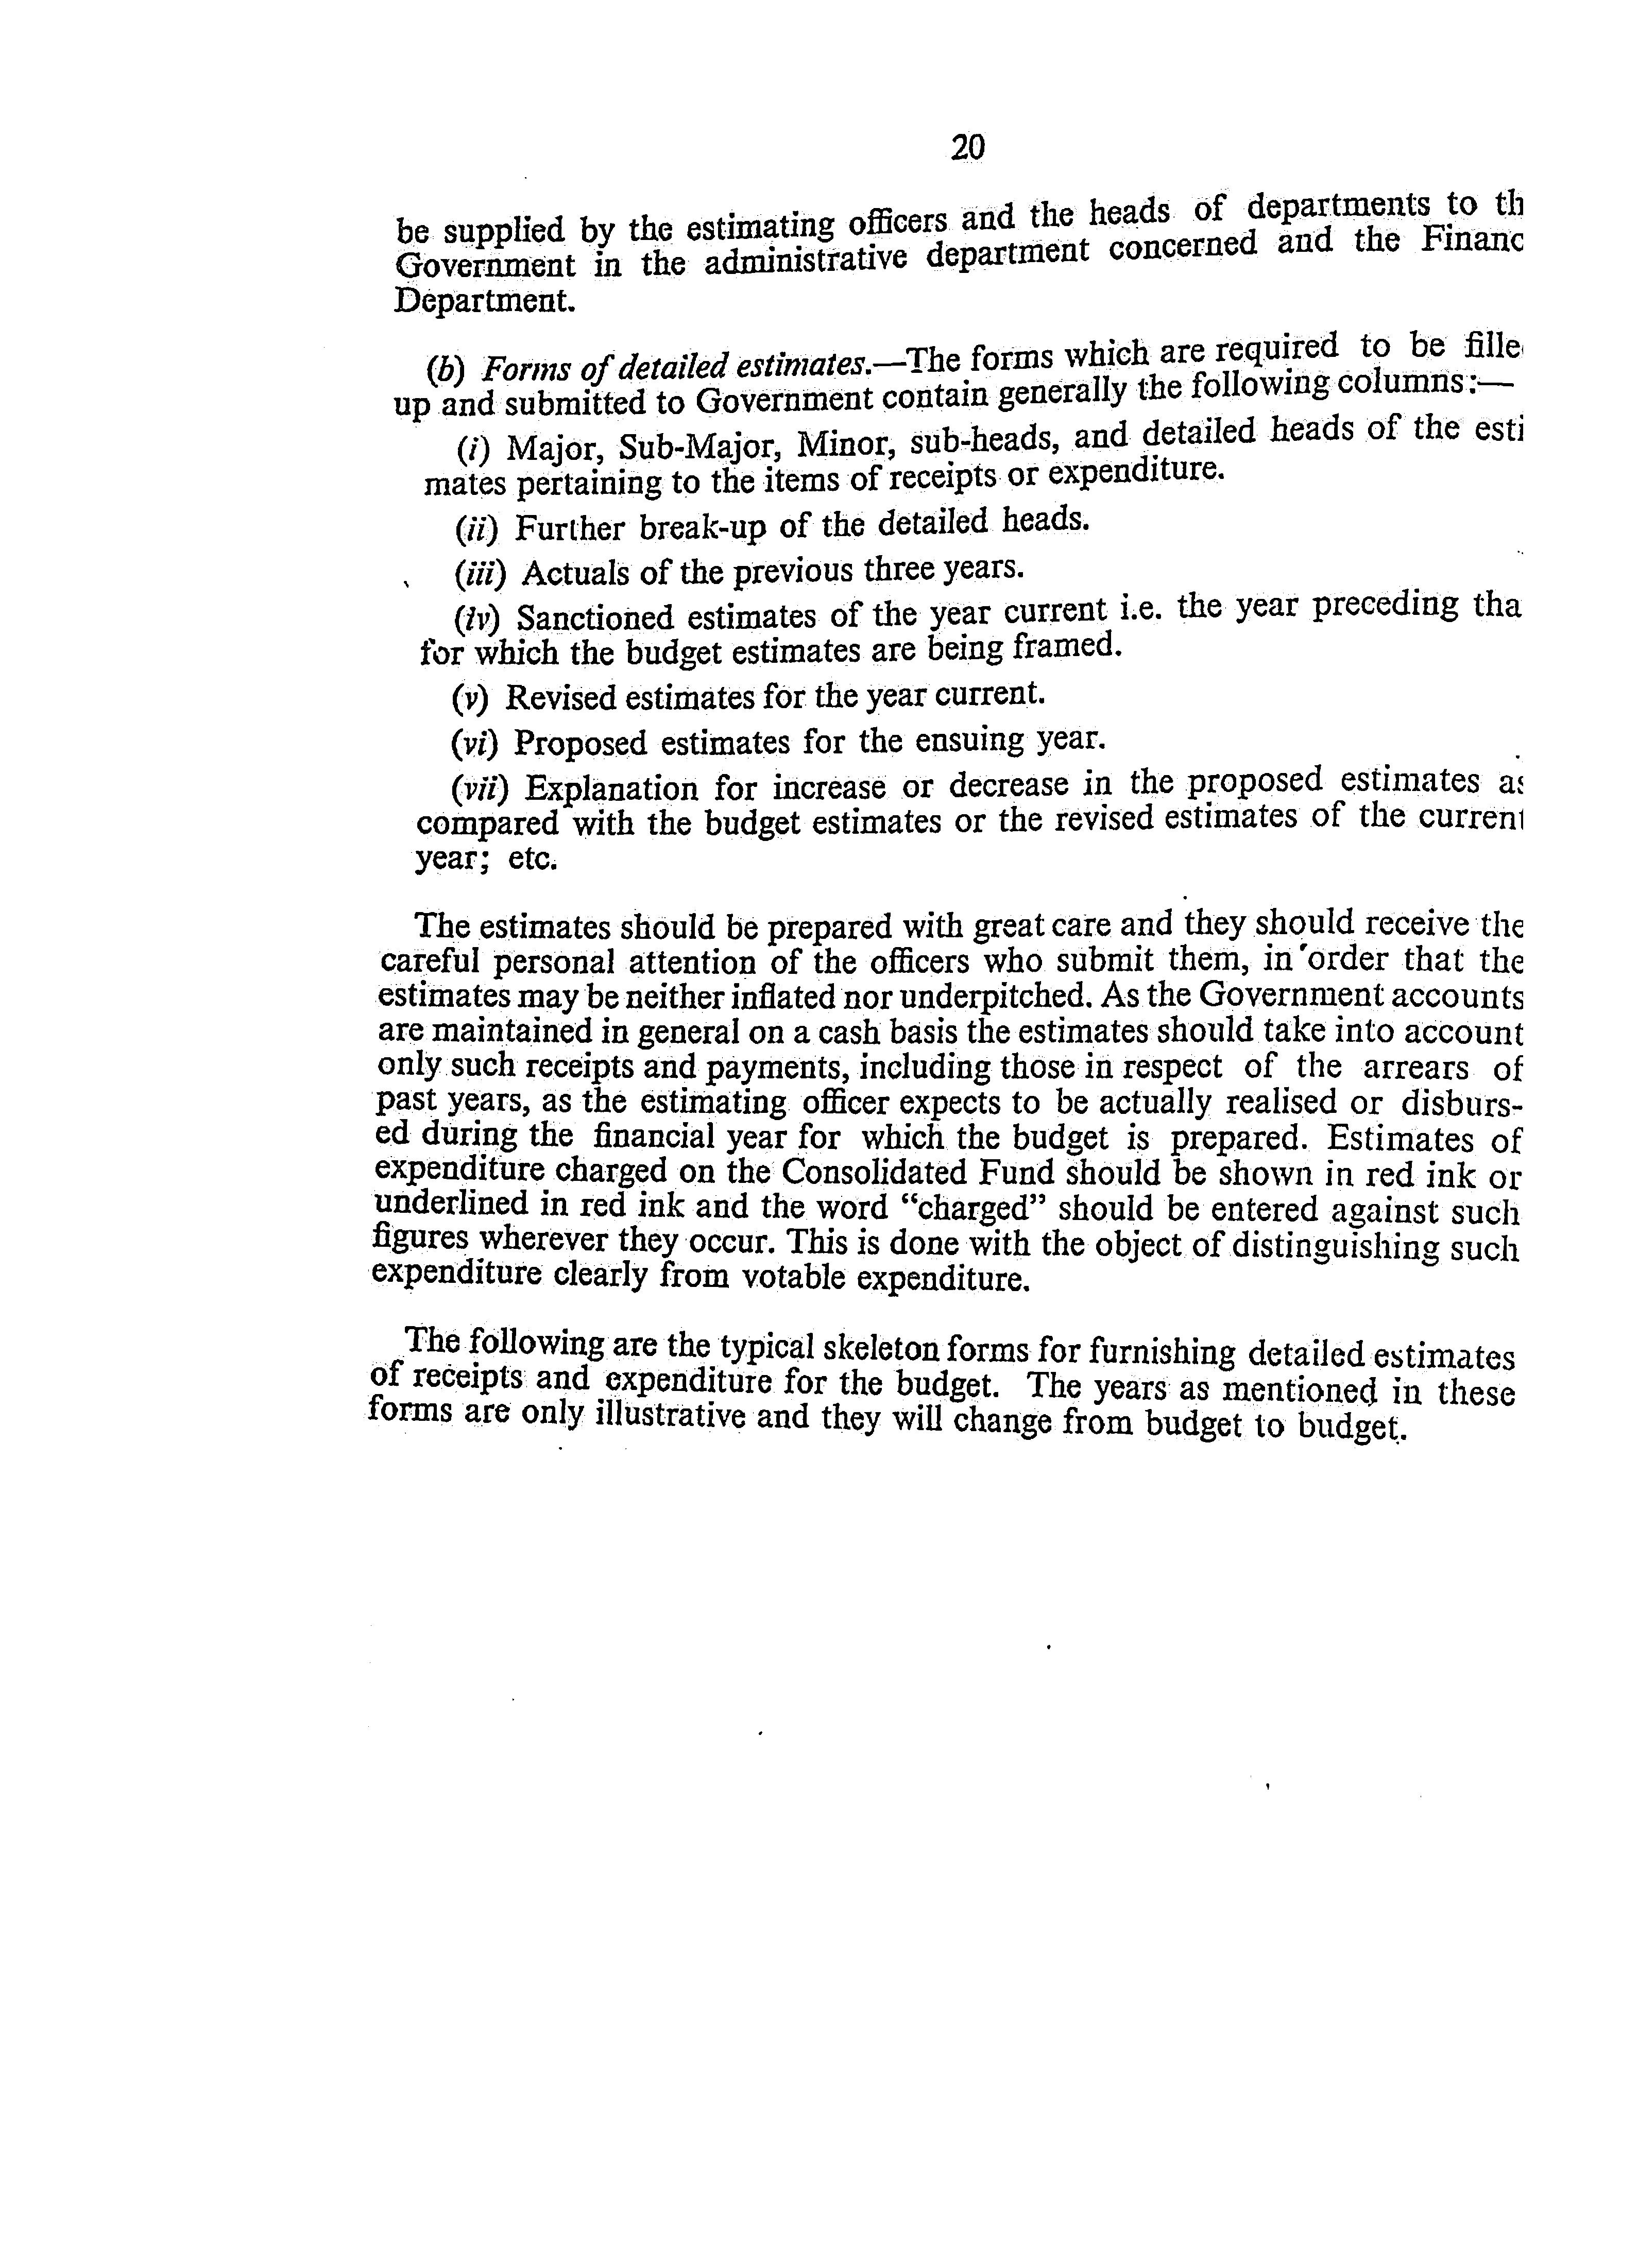 20
be supplied by the estimating officers and the heads of departments to th
Government in the administrative department concerned and the Financ
Department.
(b) Forms of detailed estimates.—The forms which are required to be fille
up and submitted to Government contain generally the following columns:—
(i) Major, Sub-Major, Minor, sub-heads, and detailed heads of the esti
mates pertaining to the items of receipts or expenditure.
(ii) Further break-up of the detailed heads.
(iii) Actuals of the previous three years.
(iv) Sanctioned estimates of the year current i.e. the year preceding tha
for which the budget estimates are being framed.
(v) Revised estimates for the year current.
(vi) Proposed estimates for the ensuing year.
(vii) Explanation for increase or decrease in the proposed estimates as
compared with the budget estimates or the revised estimates of the current
year; etc.
The estimates should be prepared with great care and they should receive the
careful personal attention of the officers who submit them, in order that the
estimates may be neither inflated nor underpitched. As the Government accounts
are maintained in general on a cash basis the estimates should take into account
only such receipts and payments, including those in respect of the arrears of
past years, as the estimating officer expects to be actually realised or disburs-
ed during the financial year for which the budget is prepared. Estimates of
expenditure charged on the Consolidated Fund should be shown in red ink or
underlined in red ink and the word “charged” should be entered against such
figures wherever they occur. This is done with the object of distinguishing such
expenditure clearly from votable expenditure.
The following are the typical skeleton forms for furnishing detailed estimates
of receipts and expenditure for the budget. The years as mentioned in these
forms are only illustrative and they will change from budget to budget.